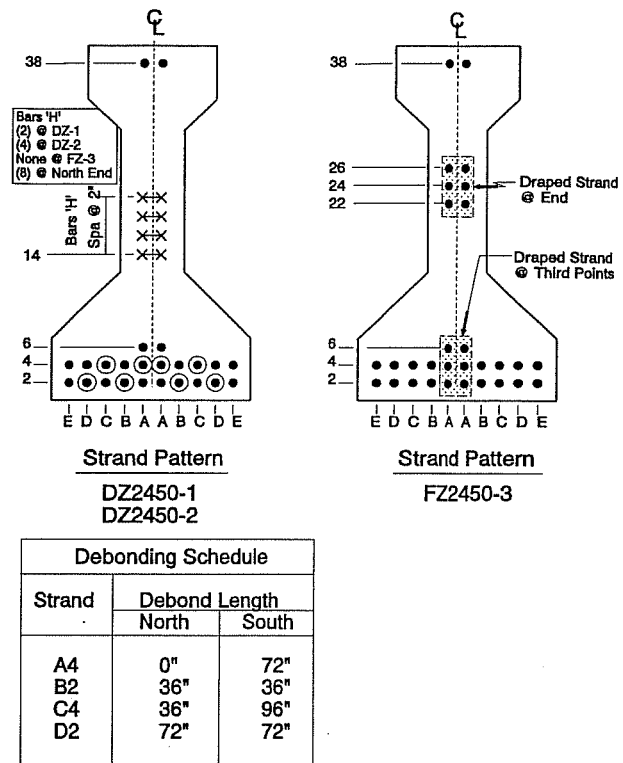 ℄
38
Bars 'H'
(2) @ DZ-1
(4) @ DZ-2
None @ FZ-3
(8) @ North End
Bars 'H'
Spa @ 2"
14
6
4
2
E D C B A A B C D E
Strand Pattern
DZ2450-1
DZ2450-2
℄
38
26
24
22
Draped Strand
@ End
Draped Strand
@ Third Points
6
4
2
E D C B A A B C D E
Strand Pattern
FZ2450-3
Debonding Schedule
Strand Debond Length
North South
A4 0" 72"
B2 36" 36"
C4 36" 96"
D2 72" 72"